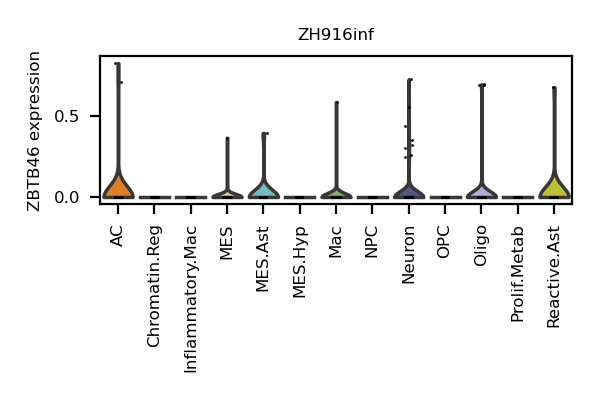 ZH916inf
ZBTB46 expression
0.5
0.0
AC
Chromatin.Reg
Inflammatory.Mac
MES
MES.Ast
MES.Hyp
Mac
NPC
Neuron
OPC
Oligo
Prolif.Metab
Reactive.Ast